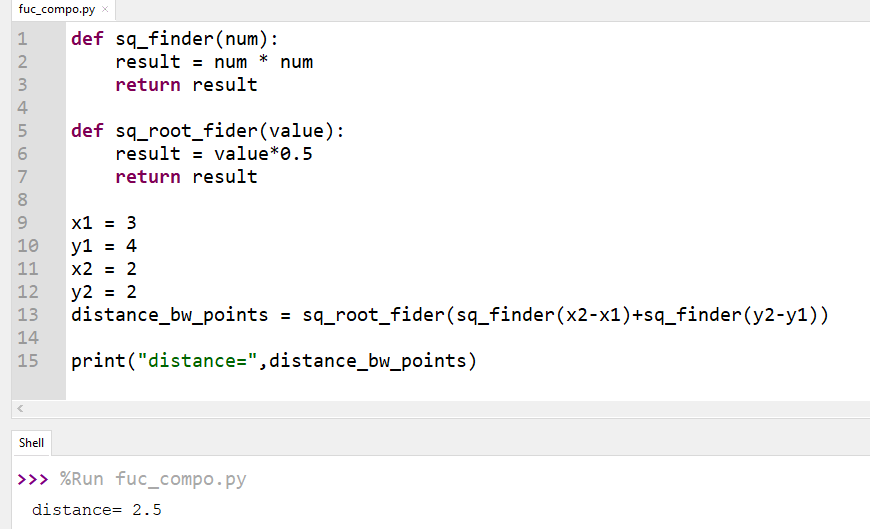 fuc_compo.py ×
1 def sq_finder(num):
2     result = num * num
3     return result
4
5 def sq_root_fider(value):
6     result = value*0.5
7     return result
8
9 x1 = 3
10 y1 = 4
11 x2 = 2
12 y2 = 2
13 distance_bw_points = sq_root_fider(sq_finder(x2-x1)+sq_finder(y2-y1))
14
15 print("distance=",distance_bw_points)
Shell
>>> %Run fuc_compo.py
distance= 2.5